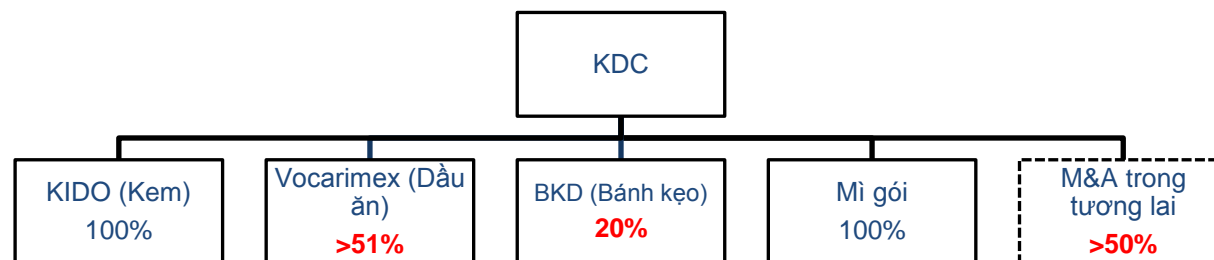 KDC
KIDO (Kem)
100%
Vocarimex (Dầu
ăn)
>51%
BKD (Bánh kẹo)
20%
Mì gói
100%
M&A trong
tương lai
>50%